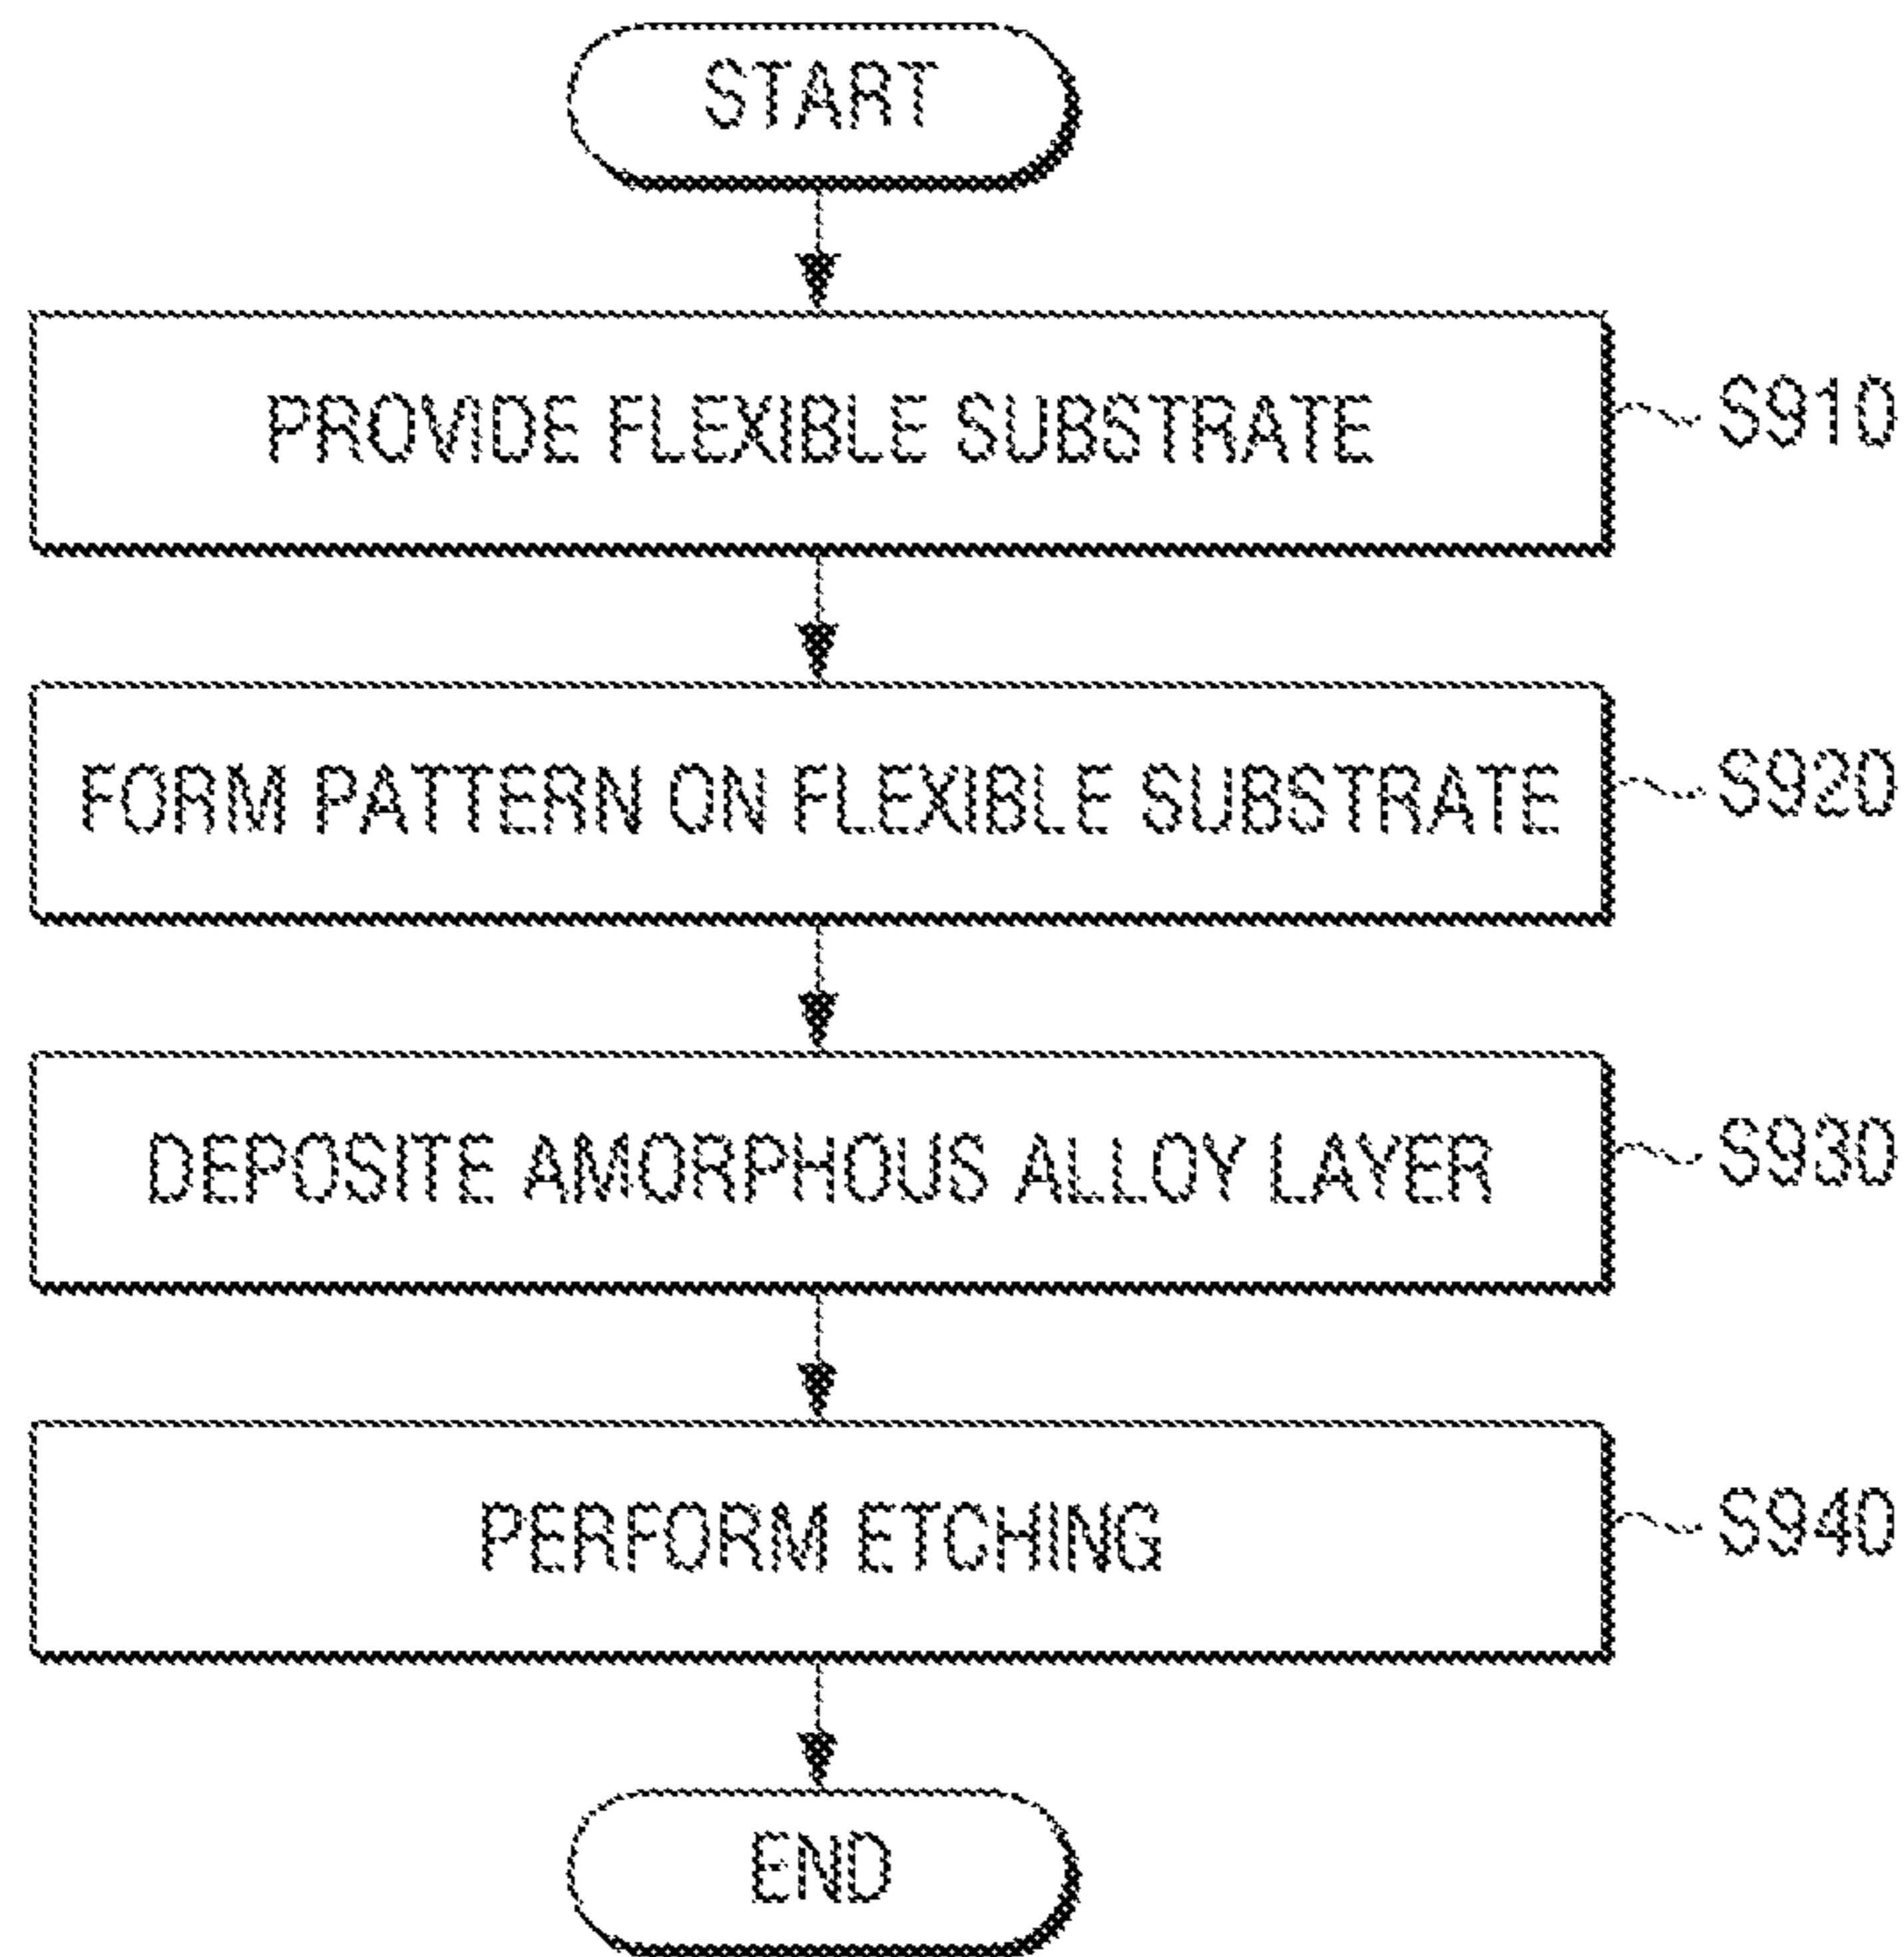 START
PROVIDE FLEXIBLE SUBSTRATE
S910
FORM PATTERN ON FLEXIBLE SUBSTRATE
S920
DEPOSITE AMORPHOUS ALLOY LAYER
S930
PERFORM ETCHING
S940
END